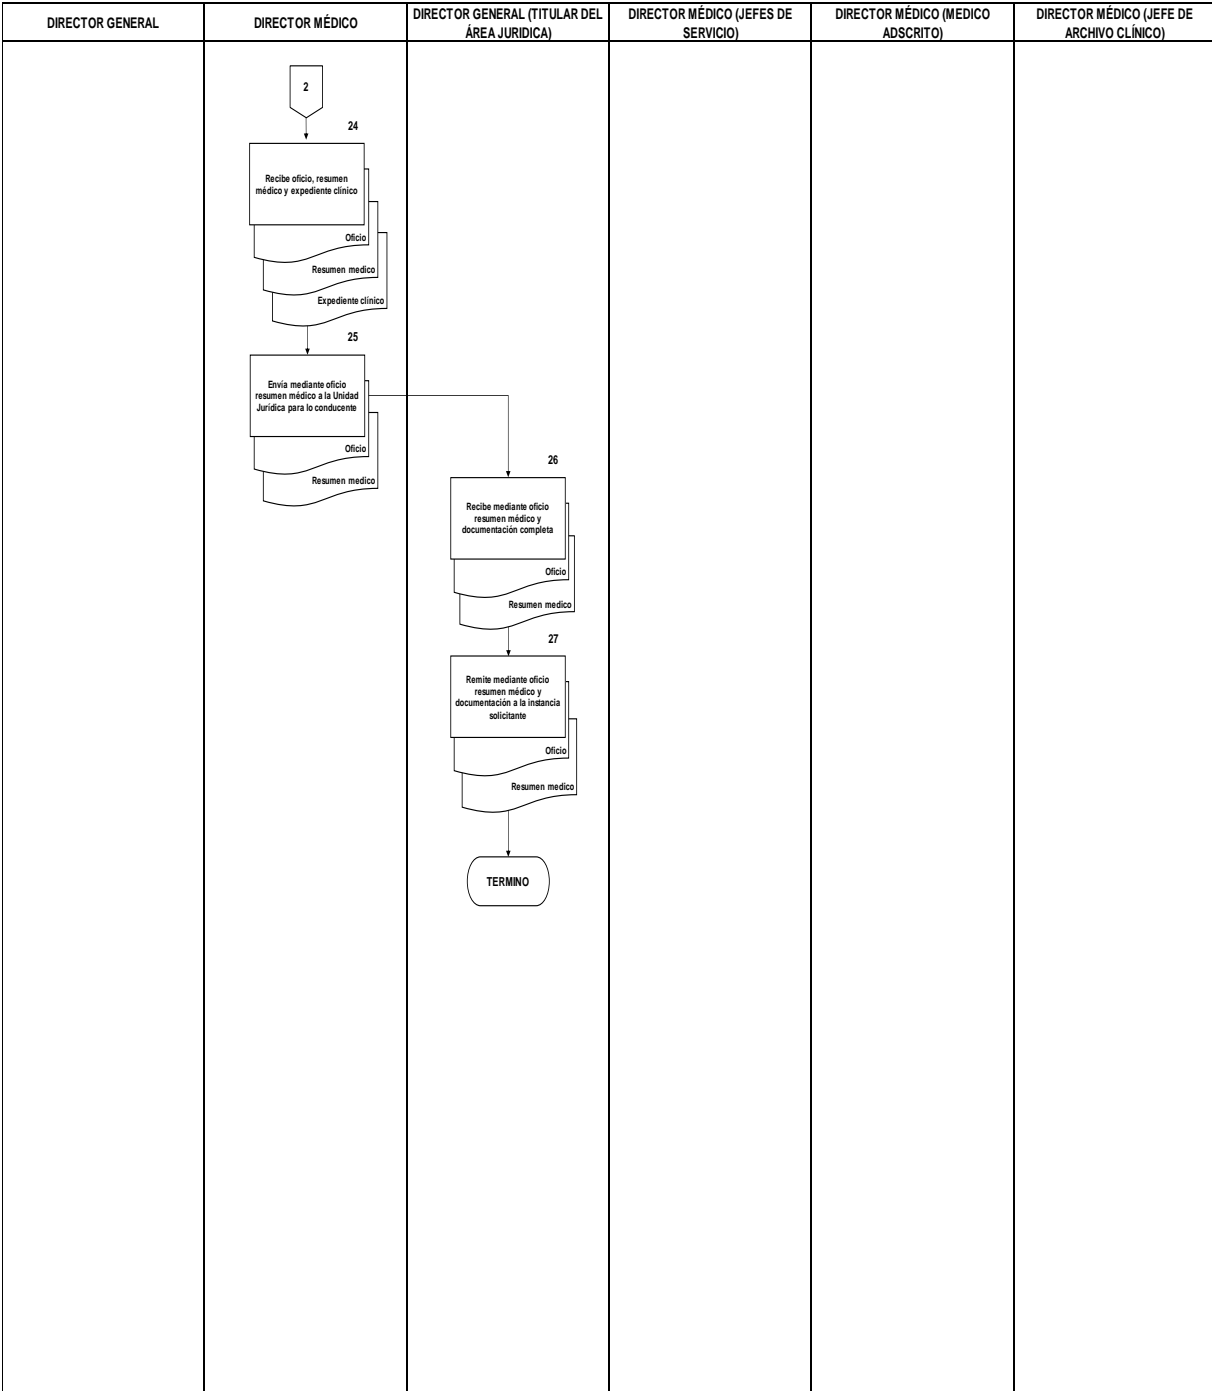 DIRECTOR GENERAL
DIRECTOR MÉDICO
DIRECTOR GENERAL (TITULAR DEL
ÁREA JURIDICA)
DIRECTOR MÉDICO (JEFES DE
SERVICIO)
DIRECTOR MÉDICO (MEDICO
ADSCRITO)
DIRECTOR MÉDICO (JEFE DE
ARCHIVO CLÍNICO)
2
24
Recibe oficio, resumen
médico y expediente clínico
Oficio
Resumen medico
Expediente clínico
25
Envía mediante oficio
resumen médico a la Unidad
Jurídica para lo conducente
Oficio
Resumen medico
26
Recibe mediante oficio
resumen médico y
documentación completa
Oficio
Resumen medico
27
Remite mediante oficio
resumen médico y
documentación a la instancia
solicitante
Oficio
Resumen medico
TERMINO